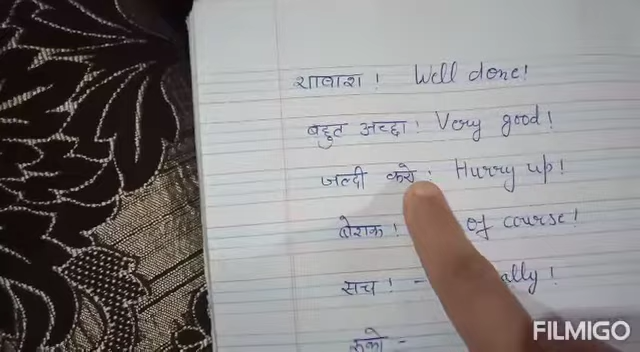 शाबाश ! Well done!
बहुत अच्छा ! Very good!
जल्दी करो ! Hurry up!
बेशक ! of course!
सच ! - ally!
रुको -
FILMIGO